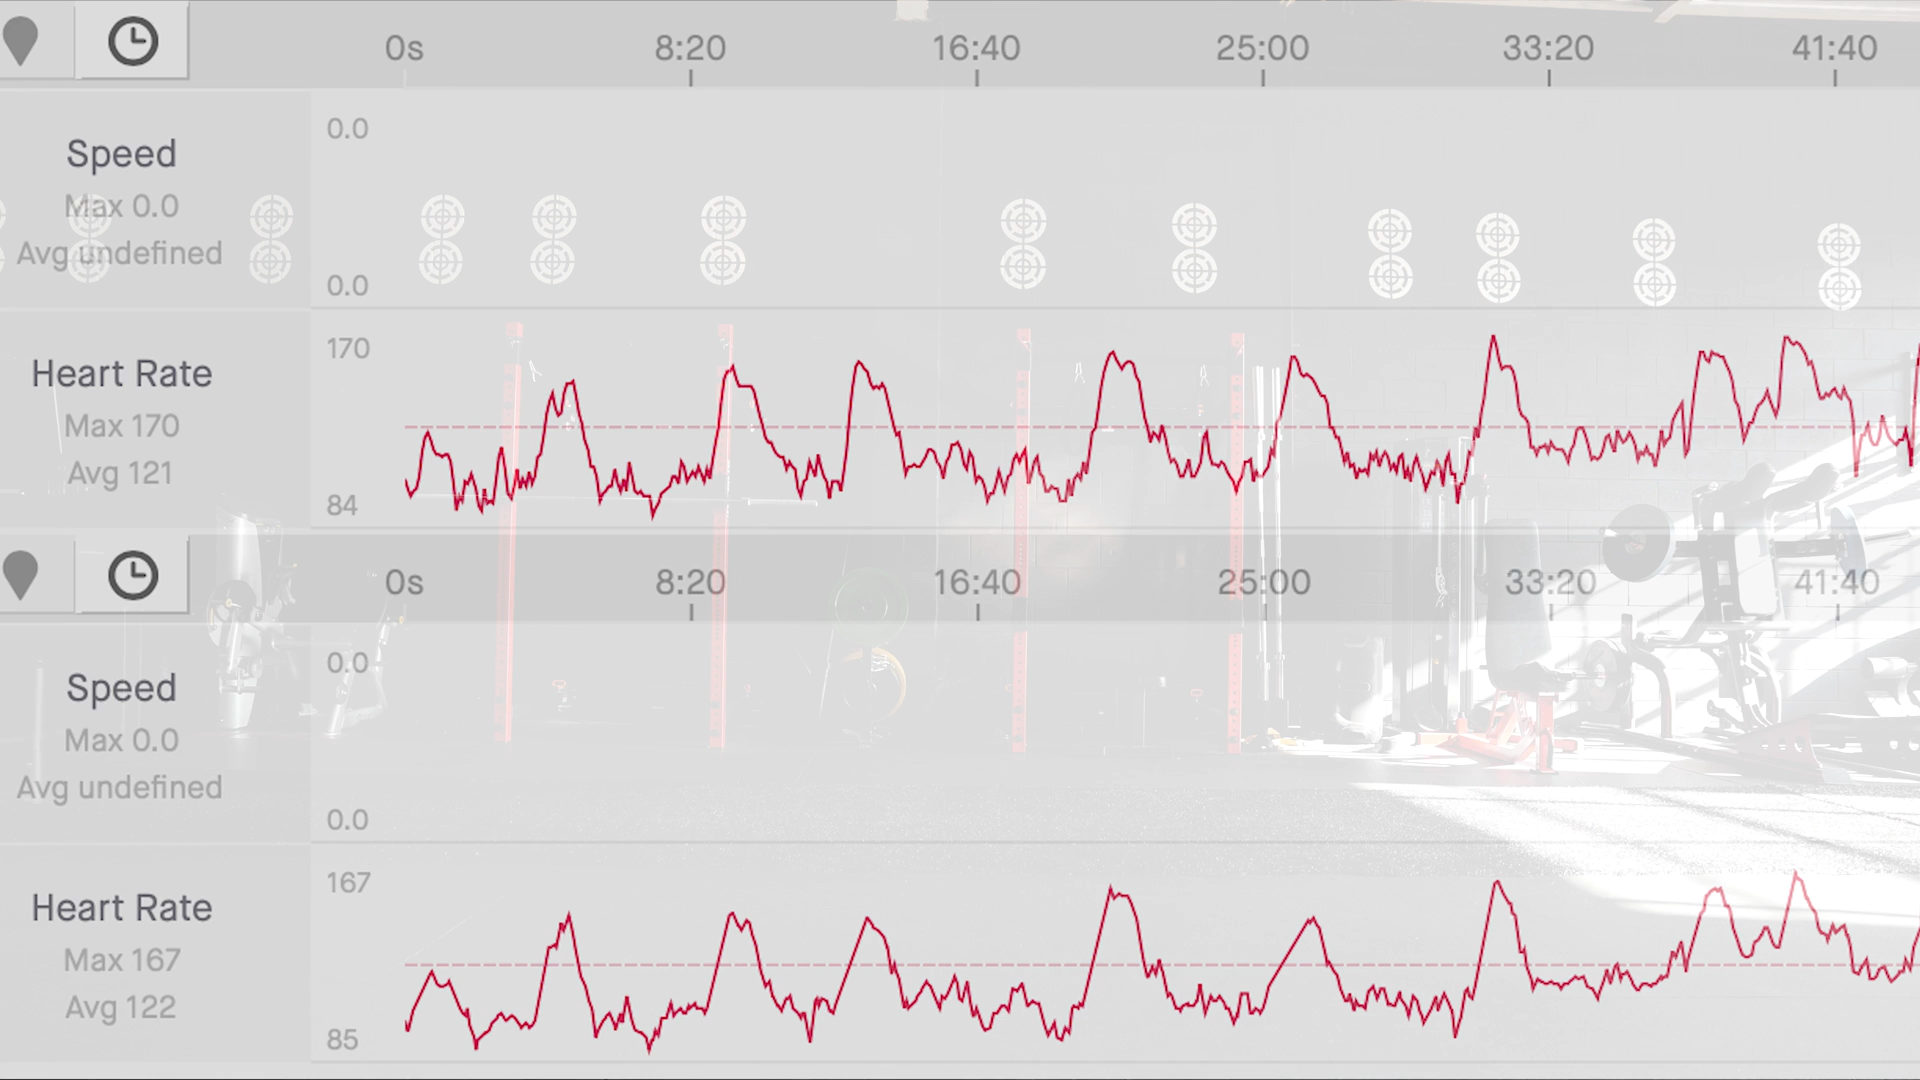 0s 8:20 16:40 25:00 33:20 41:40
Speed
Max 0.0
Avg undefined
0.0
0.0
Heart Rate
Max 170
Avg 121
170
84
0s 8:20 16:40 25:00 33:20 41:40
Speed
Max 0.0
Avg undefined
0.0
0.0
Heart Rate
Max 167
Avg 122
167
85